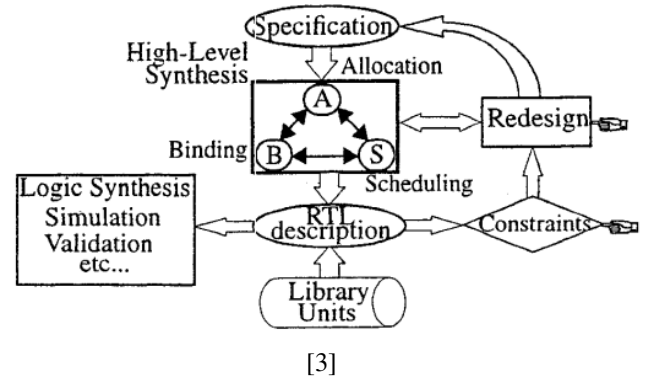 Specification
High-Level
Synthesis
Allocation
A
Redesign
Binding
B
S
Scheduling
Logic Synthesis
Simulation
Validation
etc...
RTL
description
Constraints
Library
Units
[3]